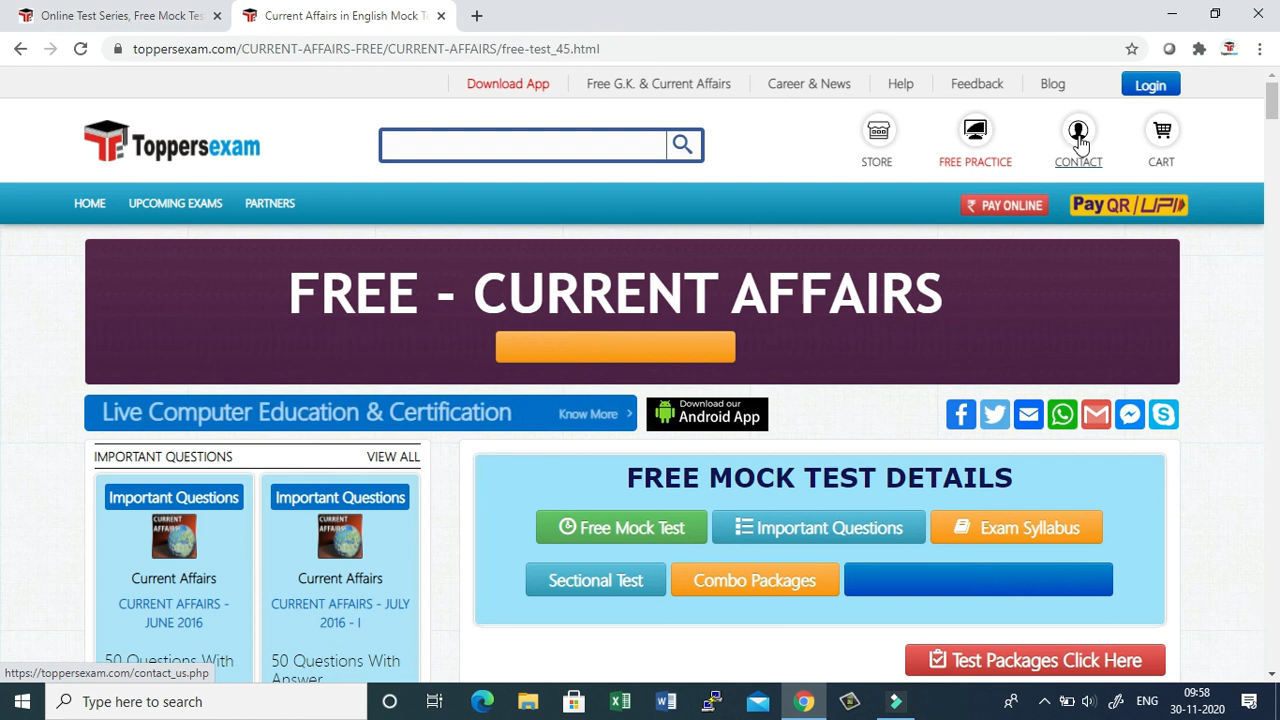 Online Test Series, Free Mock Tes
Current Affairs in English Mock T
toppersexam.com/CURRENT-AFFAIRS-FREE/CURRENT-AFFAIRS/free-test_45.html
Download App
Free G.K. & Current Affairs
Career & News
Help
Feedback
Blog
Login
Toppersexam
STORE
FREE PRACTICE
CONTACT
CART
HOME
UPCOMING EXAMS
PARTNERS
₹ PAY ONLINE
Pay QR/UPI
FREE - CURRENT AFFAIRS
Live Computer Education & Certification
Know More
Download our
Android App
IMPORTANT QUESTIONS
VIEW ALL
Important Questions
CURRENT AFFAIRS
Current Affairs
CURRENT AFFAIRS -
JUNE 2016
50 Questions With
Answer
Important Questions
CURRENT AFFAIRS
Current Affairs
CURRENT AFFAIRS - JULY
2016 - I
50 Questions With
Answer
FREE MOCK TEST DETAILS
Free Mock Test
Important Questions
Exam Syllabus
Sectional Test
Combo Packages
Test Packages Click Here
https://toppersexam.com/contact_us.php
Type here to search
ENG
09:58
30-11-2020